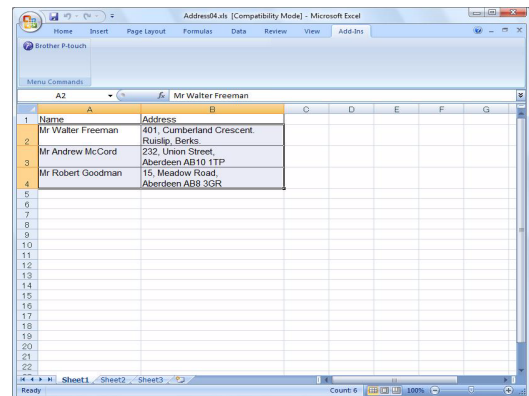 Address04.xls [Compatibility Mode] - Microsoft Excel
Home Insert Page Layout Formulas Data Review View Add-Ins
Brother P-touch
Menu Commands
A2 fx Mr Walter Freeman
A B C D E F G
1 Name Address
Mr Walter Freeman 401, Cumberland Crescent.
2 Ruislip, Berks.
Mr Andrew McCord 232, Union Street,
3 Aberdeen AB10 1TP
Mr Robert Goodman 15, Meadow Road,
4 Aberdeen AB8 3GR
5
6
7
8
9
10
11
12
13
14
15
16
17
18
19
20
21
22
Sheet1 Sheet2 Sheet3
Ready Count: 6 100%